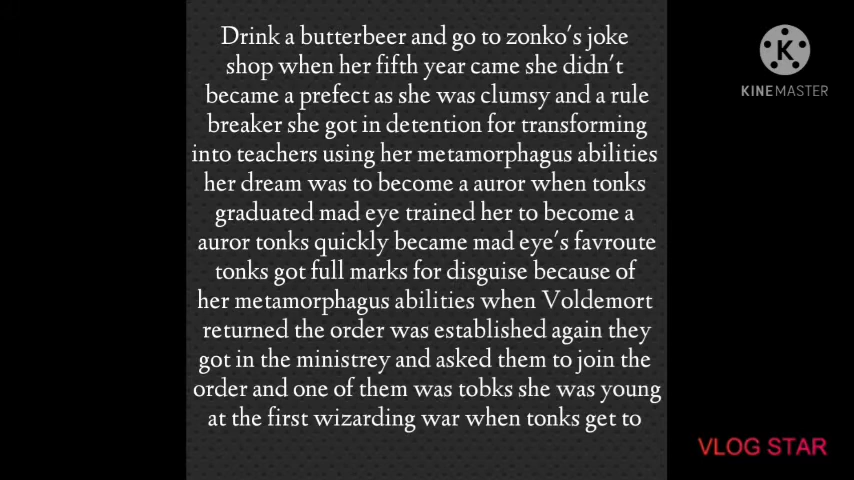 Drink a butterbeer and go to zonko's joke
shop when her fifth year came she didn't
became a prefect as she was clumsy and a rule
breaker she got in detention for transforming
into teachers using her metamorphagus abilities
her dream was to become a auror when tonks
graduated mad eye trained her to become a
auror tonks quickly became mad eye's favroute
tonks got full marks for disguise because of
her metamorphagus abilities when Voldemort
returned the order was established again they
got in the ministrey and asked them to join the
order and one of them was tobks she was young
at the first wizarding war when tonks get to
K
KINEMASTER
VLOG STAR